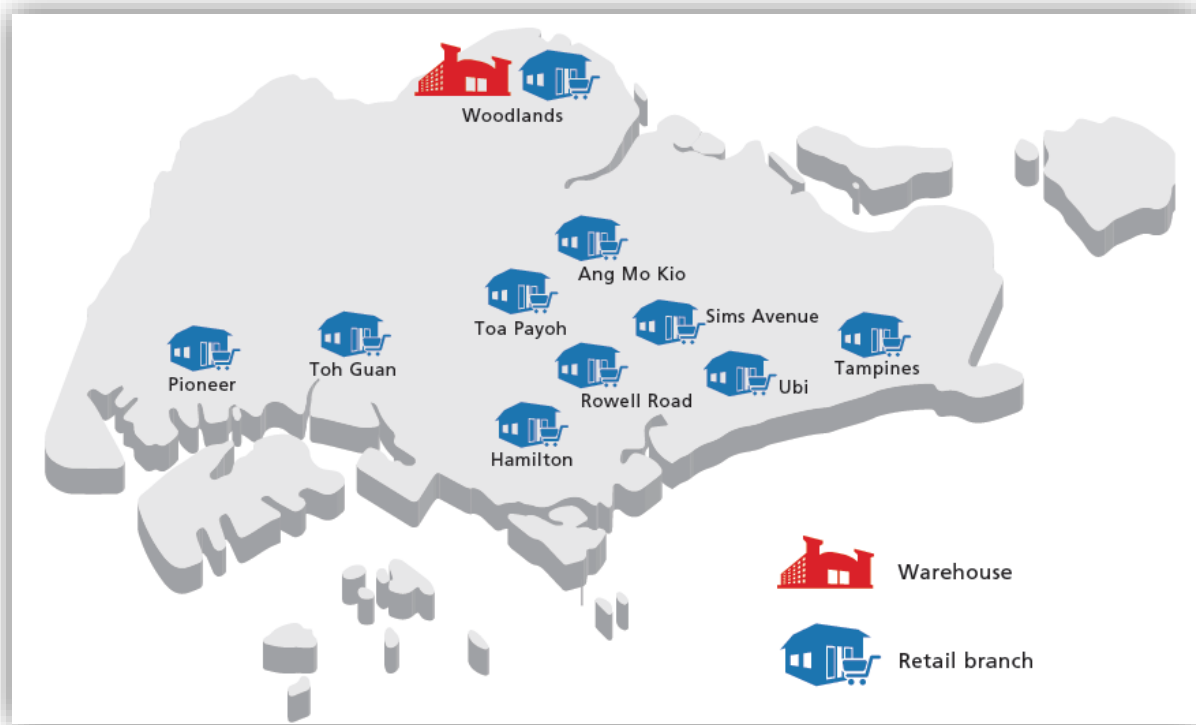 Woodlands
Ang Mo Kio
Toa Payoh
Sims Avenue
Pioneer
Toh Guan
Tampines
Rowell Road
Ubi
Hamilton
Warehouse
Retail branch